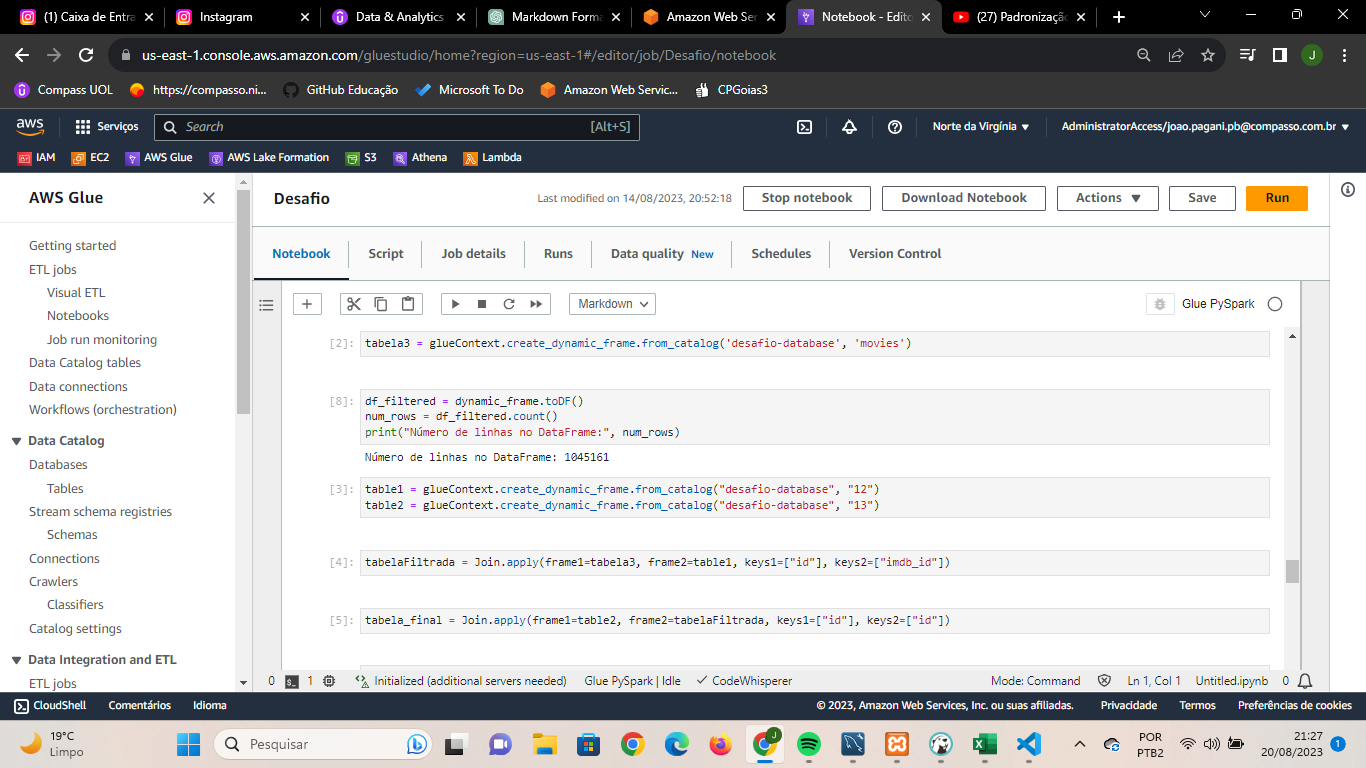 (1) Caixa de Entra
Instagram
Data & Analytics
Markdown Forma
Amazon Web Ser
Notebook - Edito
(27) Padronização
us-east-1.console.aws.amazon.com/gluestudio/home?region=us-east-1#/editor/job/Desafio/notebook
J
Compass UOL
https://compasso.ni...
GitHub Educação
Microsoft To Do
Amazon Web Servic...
CPGoias3
aws
Serviços
Search
[Alt+S]
Norte da Virgínia
AdministratorAccess/joao.pagani.pb@compasso.com.br
IAM
EC2
AWS Glue
AWS Lake Formation
S3
Athena
Lambda
AWS Glue
Getting started
ETL jobs
Visual ETL
Notebooks
Job run monitoring
Data Catalog tables
Data connections
Workflows (orchestration)
Data Catalog
Databases
Tables
Stream schema registries
Schemas
Connections
Crawlers
Classifiers
Catalog settings
Data Integration and ETL
ETL jobs
Desafio
Last modified on 14/08/2023, 20:52:18
Stop notebook
Download Notebook
Actions
Save
Run
Notebook
Script
Job details
Runs
Data quality New
Schedules
Version Control
Markdown
Glue PySpark
[2]: tabela3 = glueContext.create_dynamic_frame.from_catalog('desafio-database', 'movies')
[8]: df_filtered = dynamic_frame.toDF()
num_rows = df_filtered.count()
print("Número de linhas no DataFrame:", num_rows)
Número de linhas no DataFrame: 1045161
[3]: table1 = glueContext.create_dynamic_frame.from_catalog("desafio-database", "12")
table2 = glueContext.create_dynamic_frame.from_catalog("desafio-database", "13")
[4]: tabelaFiltrada = Join.apply(frame1=tabela3, frame2=table1, keys1=["id"], keys2=["imdb_id"])
[5]: tabela_final = Join.apply(frame1=table2, frame2=tabelaFiltrada, keys1=["id"], keys2=["id"])
0
1
Initialized (additional servers needed)
Glue PySpark | Idle
CodeWhisperer
Mode: Command
Ln 1, Col 1
Untitled.ipynb
0
CloudShell
Comentários
Idioma
© 2023, Amazon Web Services, Inc. ou suas afiliadas.
Privacidade
Termos
Preferências de cookies
19°C
Limpo
Pesquisar
J
POR
PTB2
21:27
20/08/2023
1